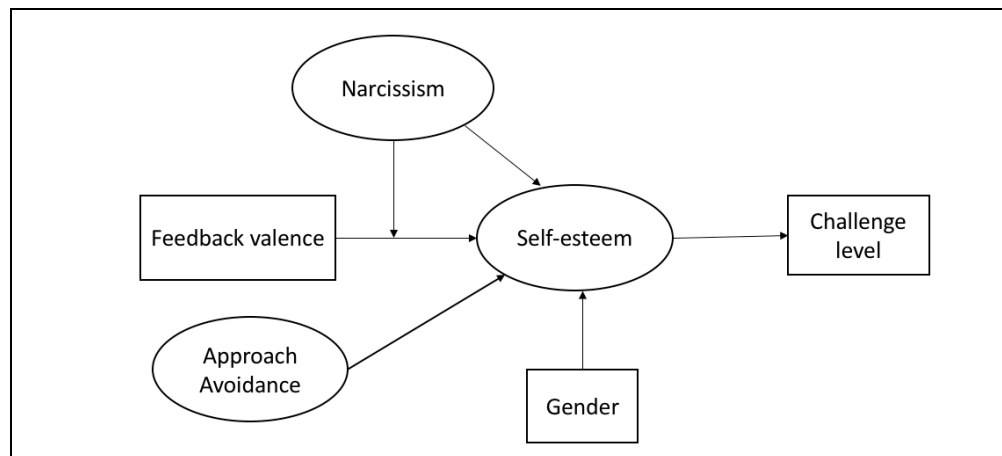 Narcissism
Feedback valence
Self-esteem
Challenge
level
Approach
Avoidance
Gender